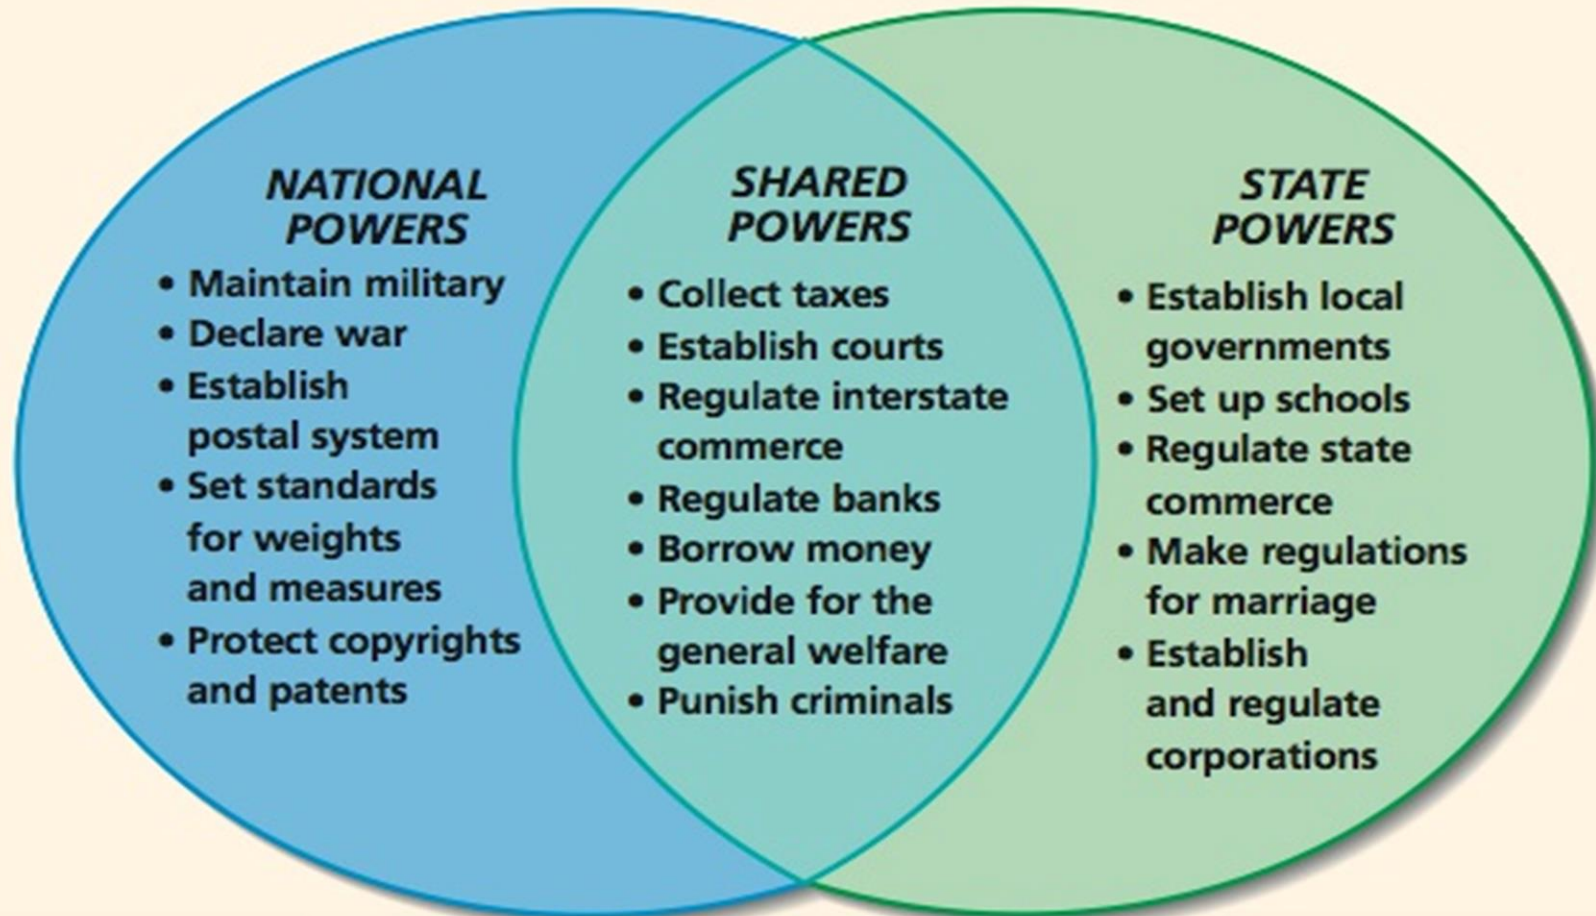 NATIONAL
POWERS
• Maintain military
• Declare war
• Establish
postal system
• Set standards
for weights
and measures
• Protect copyrights
and patents
SHARED
POWERS
• Collect taxes
• Establish courts
• Regulate interstate
commerce
• Regulate banks
• Borrow money
• Provide for the
general welfare
• Punish criminals
STATE
POWERS
• Establish local
governments
• Set up schools
• Regulate state
commerce
• Make regulations
for marriage
• Establish
and regulate
corporations